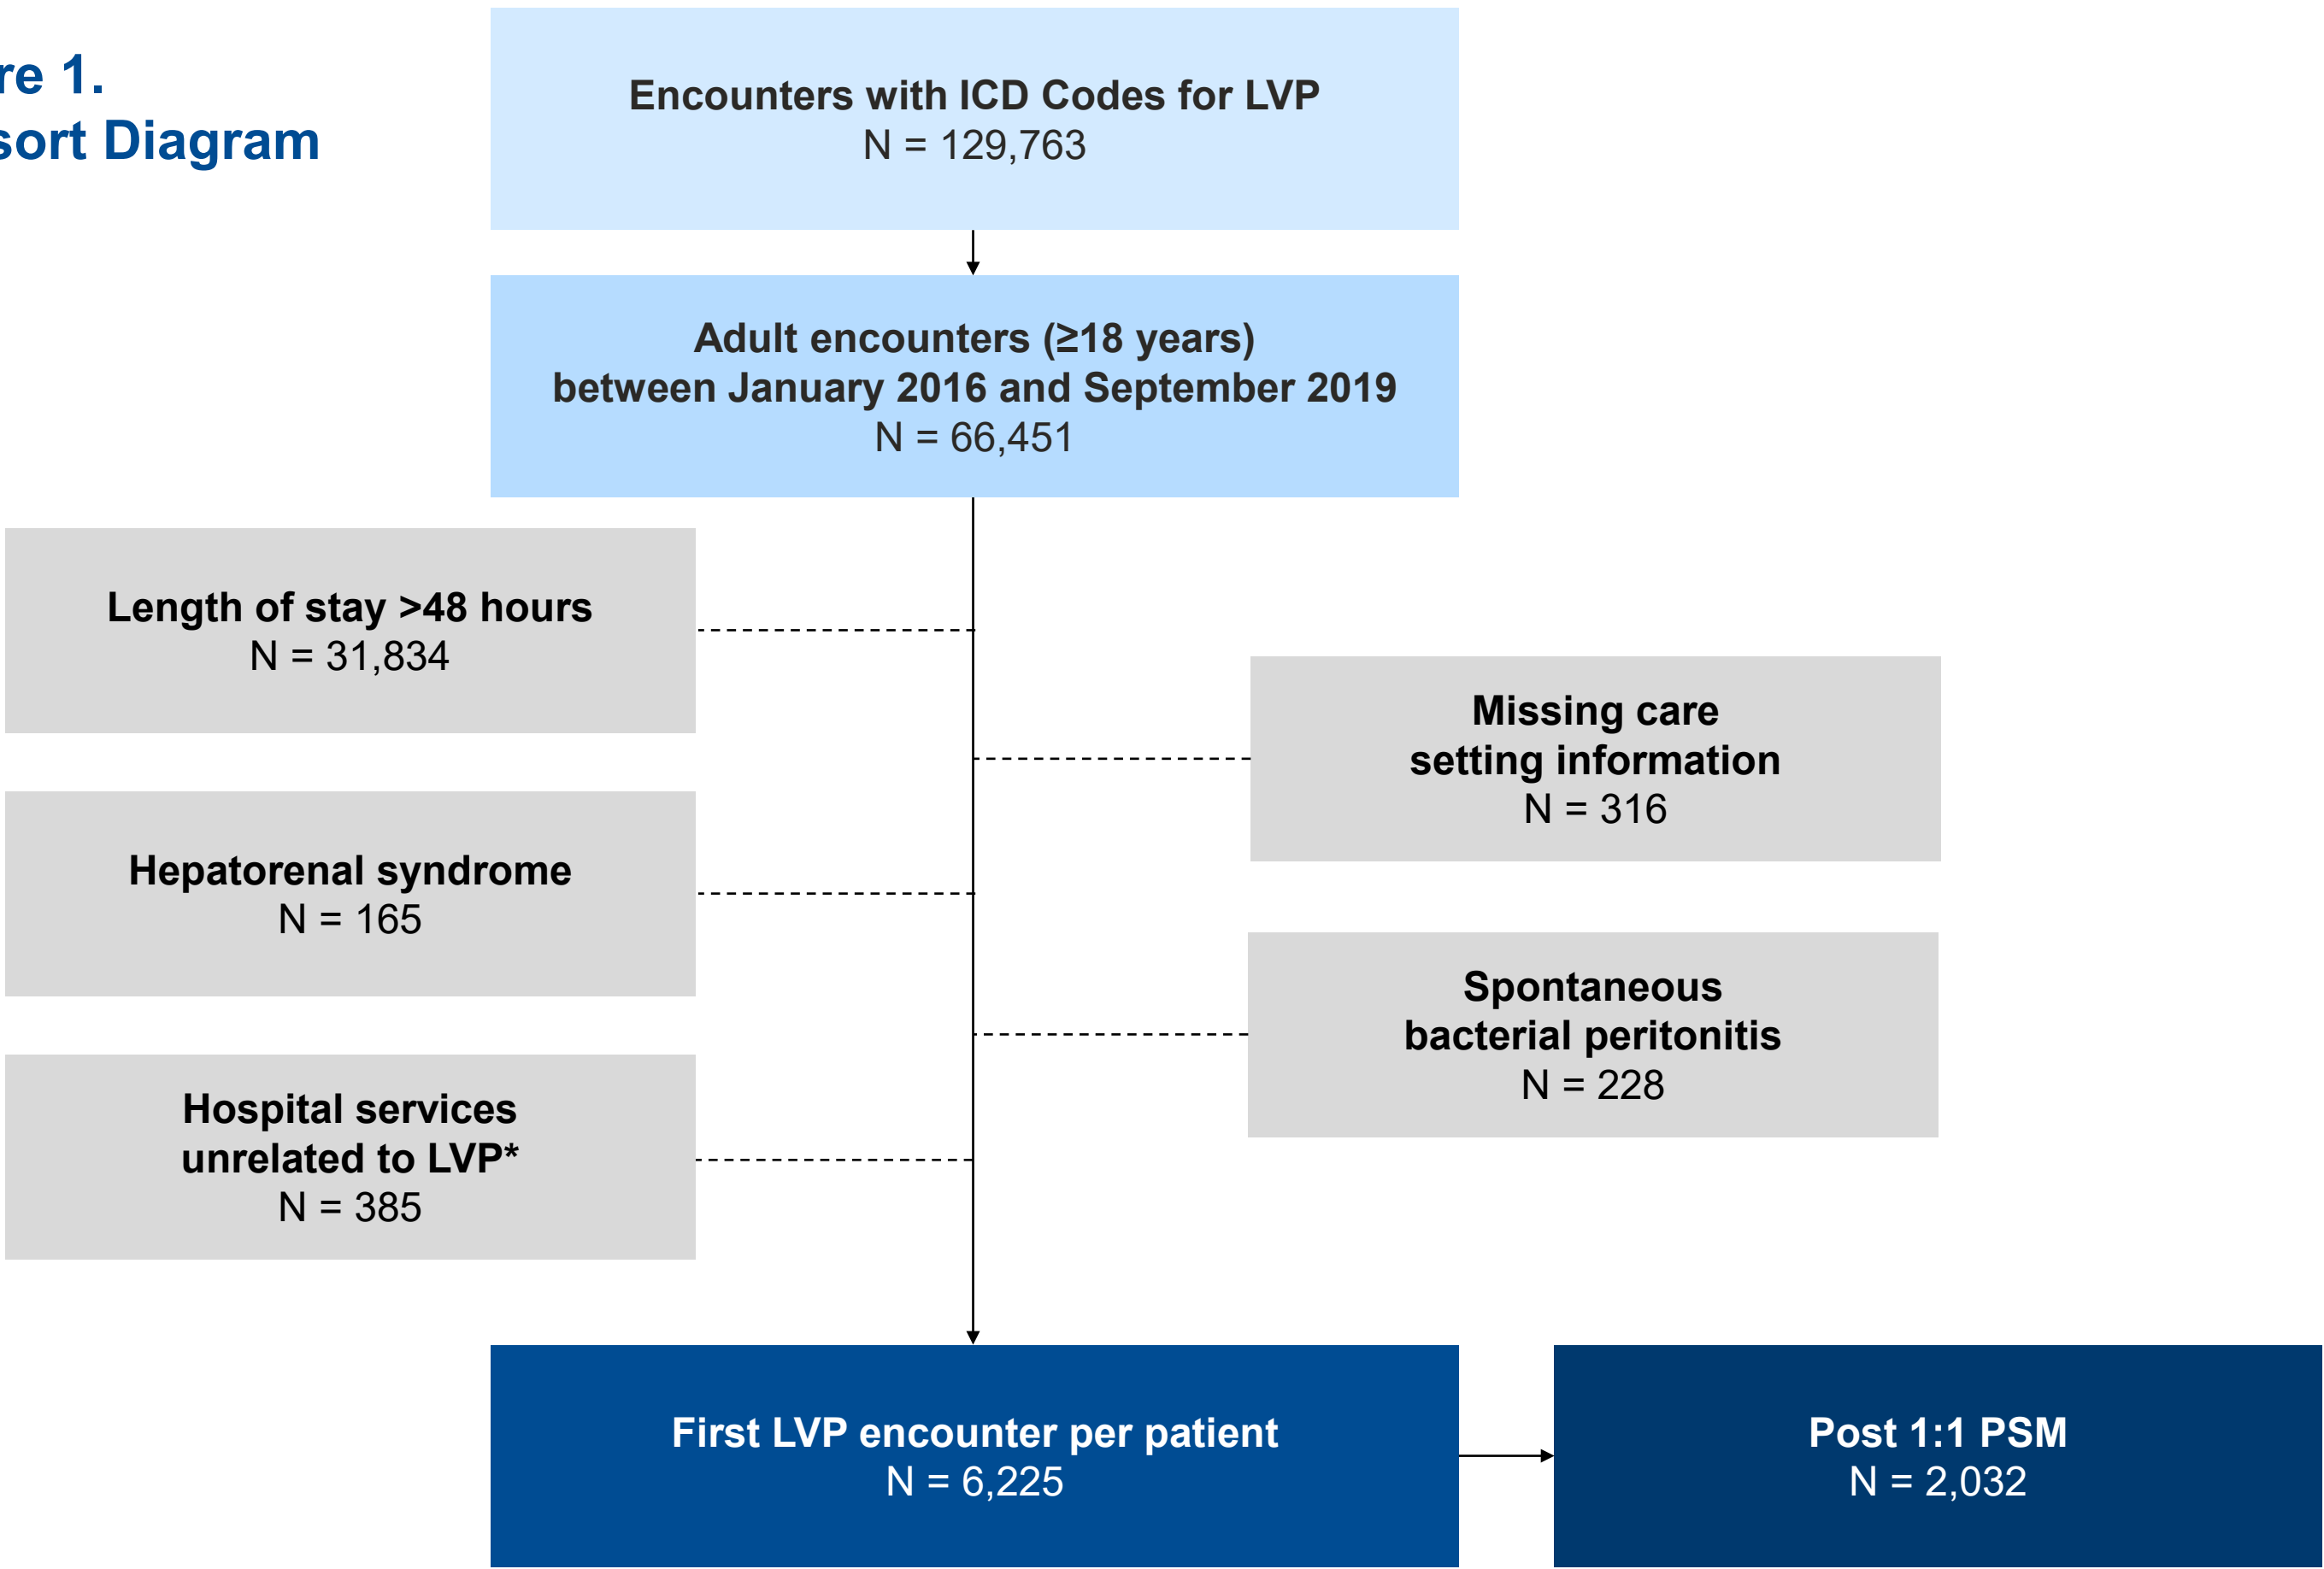 re 1.
sort Diagram
Encounters with ICD Codes for LVP
N = 129,763
Adult encounters (≥18 years)
between January 2016 and September 2019
N = 66,451
Length of stay >48 hours
N = 31,834
Missing care
setting information
N = 316
Hepatorenal syndrome
N = 165
Spontaneous
bacterial peritonitis
N = 228
Hospital services
unrelated to LVP*
N = 385
First LVP encounter per patient
N = 6,225
Post 1:1 PSM
N = 2,032